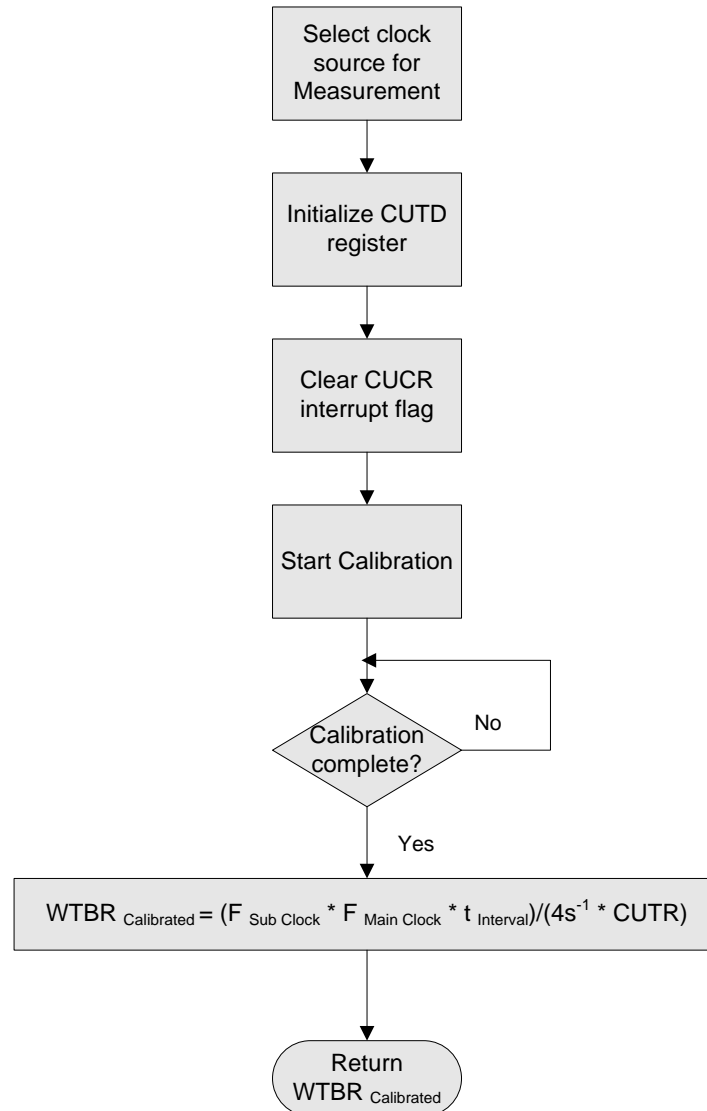 Select clock
source for
Measurement
Initialize CUTD
register
Clear CUCR
interrupt flag
Start Calibration
No
Calibration
complete?
Yes
WTBR Calibrated = (F Sub Clock * F Main Clock * t Interval)/(4s⁻¹ * CUTR)
Return
WTBR Calibrated